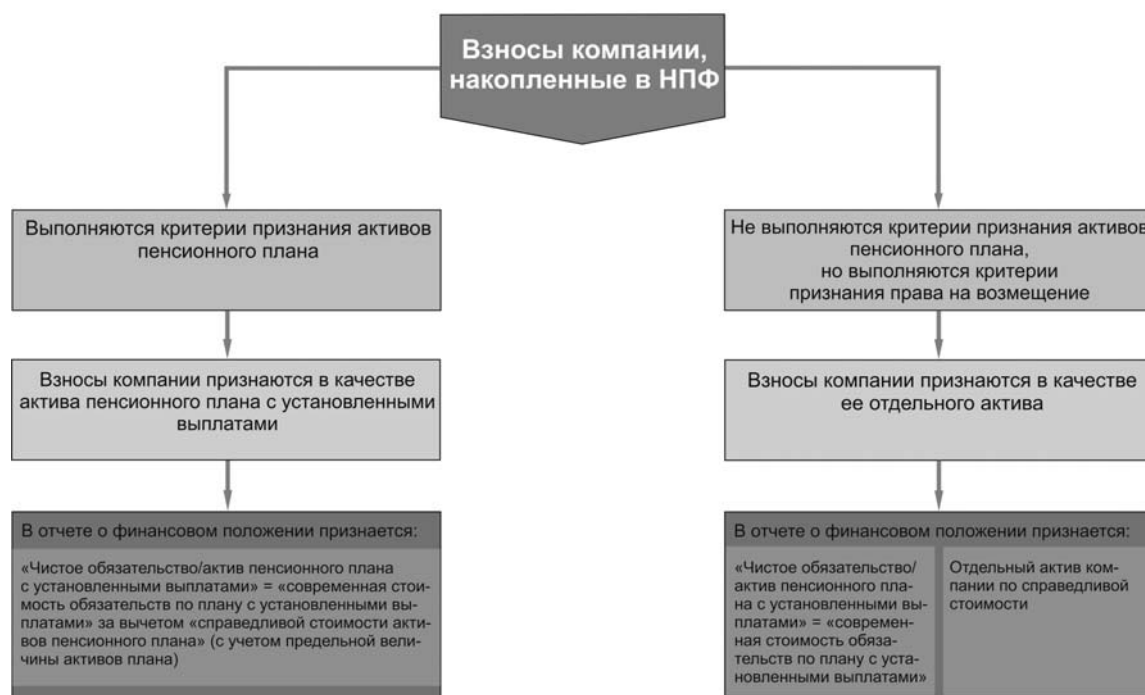 Взносы компании,
накопленные в НПФ
Выполняются критерии признания активов
пенсионного плана
Взносы компании признаются в качестве
актива пенсионного плана с установленными
выплатами
В отчете о финансовом положении признается:
«Чистое обязательство/актив пенсионного плана
с установленными выплатами» = «современная стои-
мость обязательств по плану с установленными вы-
платами» за вычетом «справедливой стоимости акти-
вов пенсионного плана» (с учетом предельной вели-
чины активов плана)
Не выполняются критерии признания активов
пенсионного плана,
но выполняются критерии
признания права на возмещение
Взносы компании признаются в качестве
ее отдельного актива
В отчете о финансовом положении признается:
«Чистое обязательство/
актив пенсионного пла-
на с установленными вы-
платами» = «современ-
ная стоимость обяза-
тельств по плану с уста-
новленными выплатами»
Отдельный актив ком-
пании по справедливой
стоимости